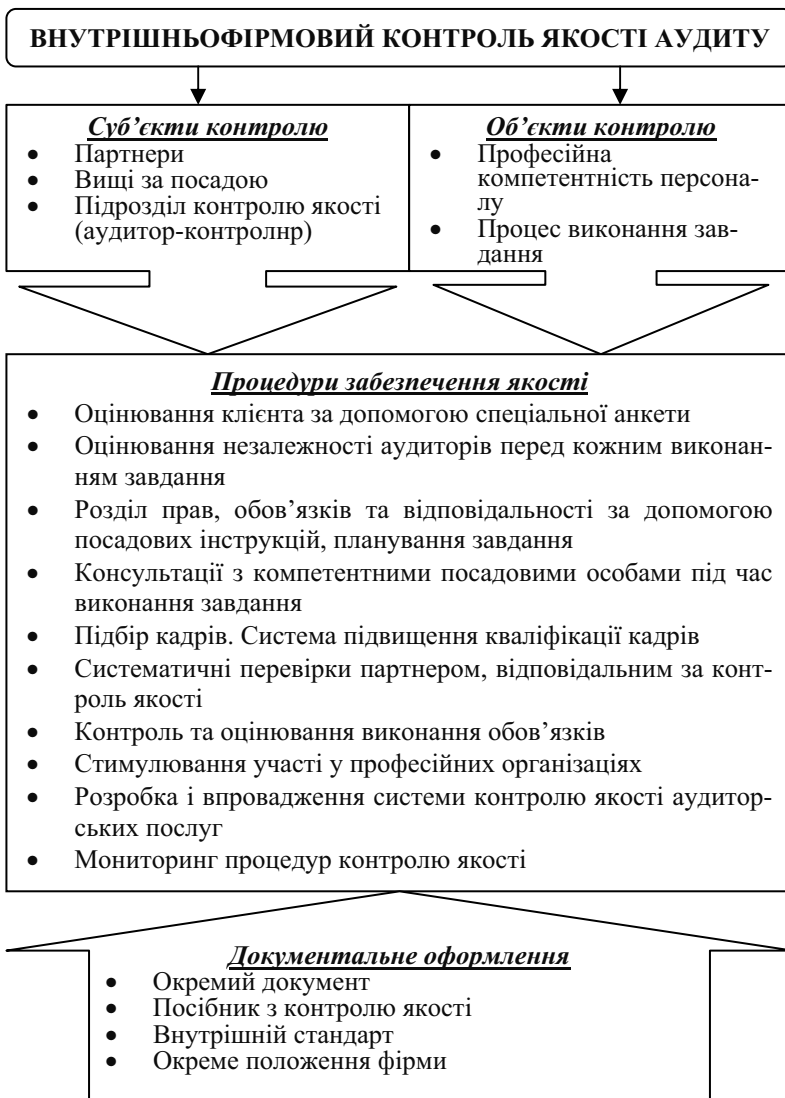 ВНУТРІШНЬОФІРМОВИЙ КОНТРОЛЬ ЯКОСТІ АУДИТУ
Суб’єкти контролю
• Партнери
• Вищі за посадою
• Підрозділ контролю якості
(аудитор-контролнр)
Об’єкти контролю
• Професійна
компетентність персона-
лу
• Процес виконання зав-
дання
Процедури забезпечення якості
• Оцінювання клієнта за допомогою спеціальної анкети
• Оцінювання незалежності аудиторів перед кожним виконан-
ням завдання
• Розділ прав, обов’язків та відповідальності за допомогою
посадових інструкцій, планування завдання
• Консультації з компетентними посадовими особами під час
виконання завдання
• Підбір кадрів. Система підвищення кваліфікації кадрів
• Систематичні перевірки партнером, відповідальним за конт-
роль якості
• Контроль та оцінювання виконання обов’язків
• Стимулювання участі у професійних організаціях
• Розробка і впровадження системи контролю якості аудитор-
ських послуг
• Мониторинг процедур контролю якості
Документальне оформлення
• Окремий документ
• Посібник з контролю якості
• Внутрішній стандарт
• Окреме положення фірми